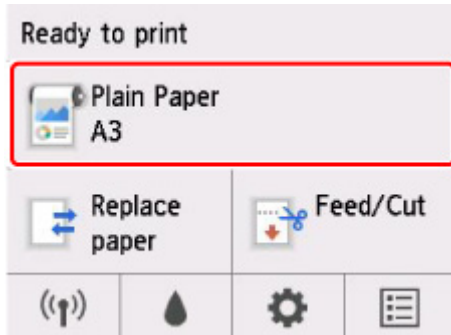 Ready to print
Plain Paper
A3
Replace
paper
Feed/Cut